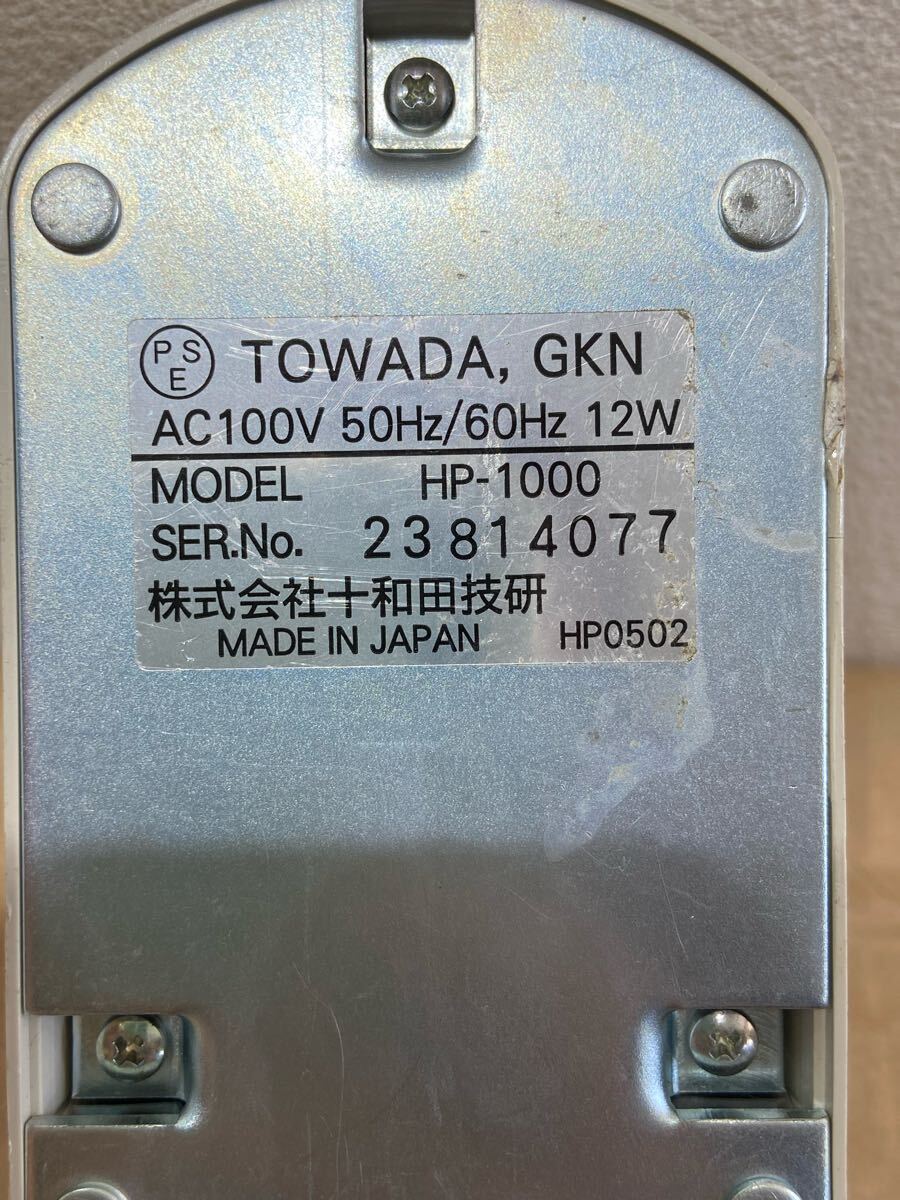 PSE TOWADA, GKN
AC100V 50Hz/60Hz 12W
MODEL HP-1000
SER.No. 23814077
株式会社十和田技研
MADE IN JAPAN HP0502